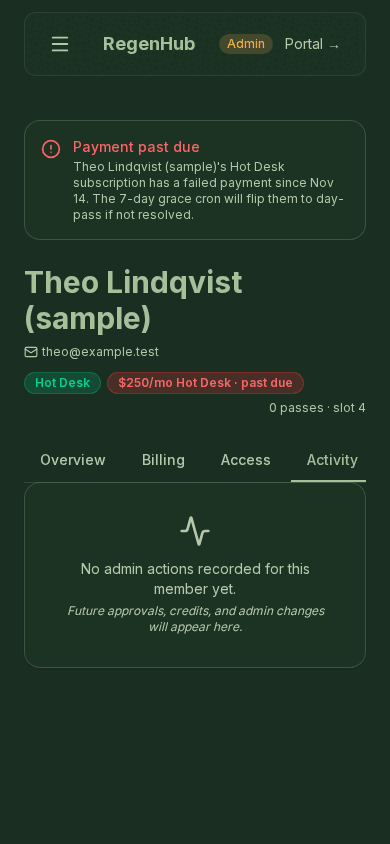 RegenHub
Admin
Portal →
Payment past due
Theo Lindqvist (sample)'s Hot Desk
subscription has a failed payment since Nov
14. The 7-day grace cron will flip them to day-
pass if not resolved.
Theo Lindqvist
(sample)
theo@example.test
Hot Desk
$250/mo Hot Desk · past due
0 passes · slot 4
Overview
Billing
Access
Activity
No admin actions recorded for this
member yet.
Future approvals, credits, and admin changes
will appear here.